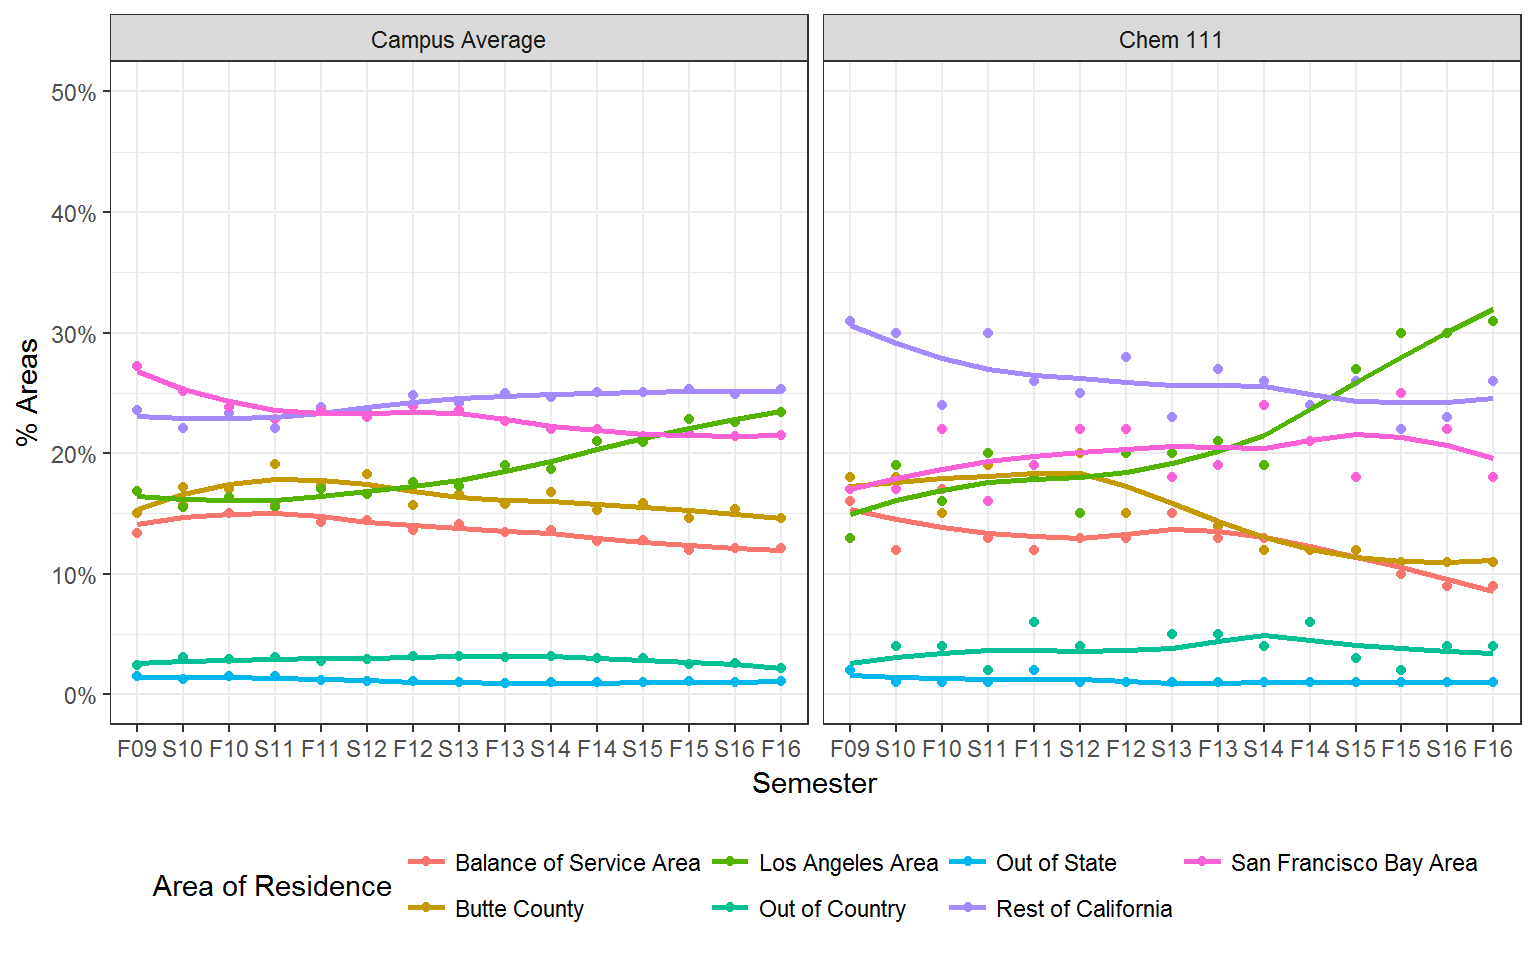 Campus Average
Chem 111
50%
40%
30%
20%
10%
0%
% Areas
F09 S10 F10 S11 F11 S12 F12 S13 F13 S14 F14 S15 F15 S16 F16
F09 S10 F10 S11 F11 S12 F12 S13 F13 S14 F14 S15 F15 S16 F16
Semester
Area of Residence
Balance of Service Area
Los Angeles Area
Out of State
San Francisco Bay Area
Butte County
Out of Country
Rest of California